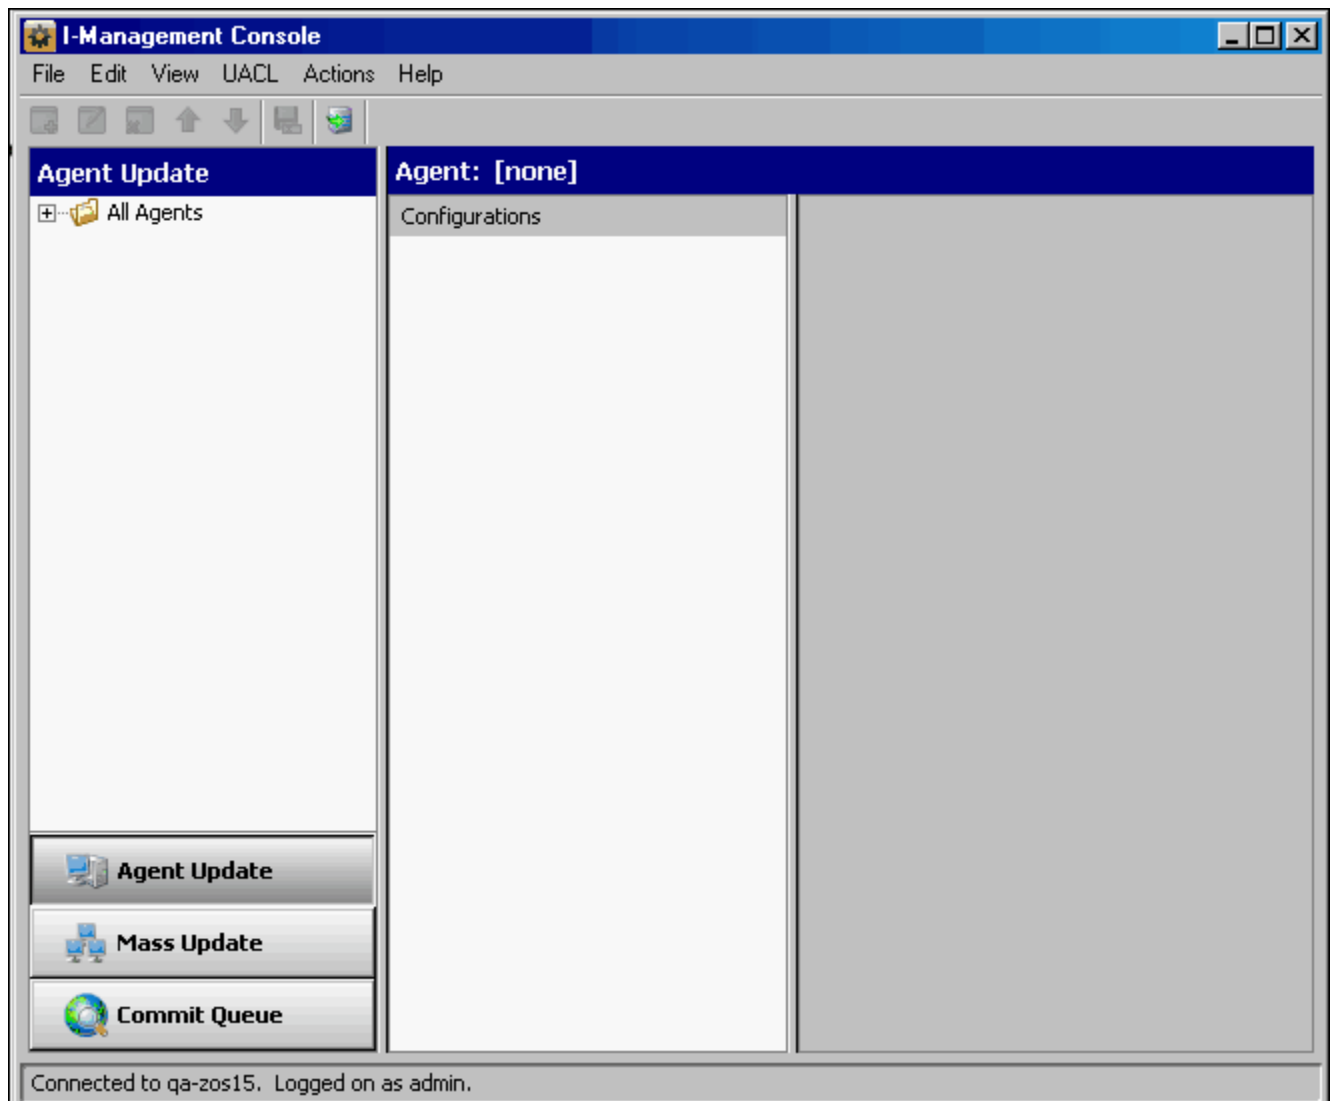 I-Management Console
File Edit View UACL Actions Help
Agent Update
Agent: [none]
All Agents
Configurations
Agent Update
Mass Update
Commit Queue
Connected to qa-zos15. Logged on as admin.